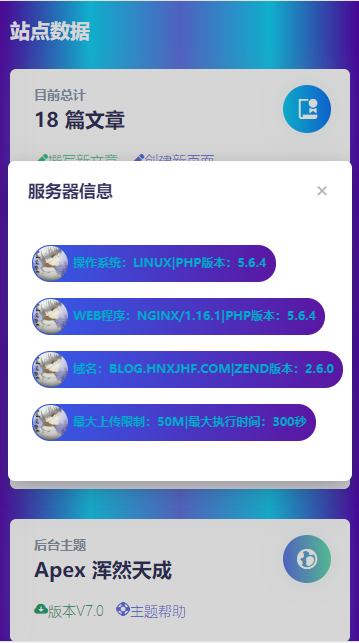 站点数据
目前总计
18 篇文章
撰写新文章 创建新页面
服务器信息 ×
操作系统：LINUX|PHP版本：5.6.4
WEB程序：NGINX/1.16.1|PHP版本：5.6.4
域名：BLOG.HNXJHF.COM|ZEND版本：2.6.0
最大上传限制：50M|最大执行时间：300秒
后台主题
Apex 浑然天成
版本V7.0 主题帮助